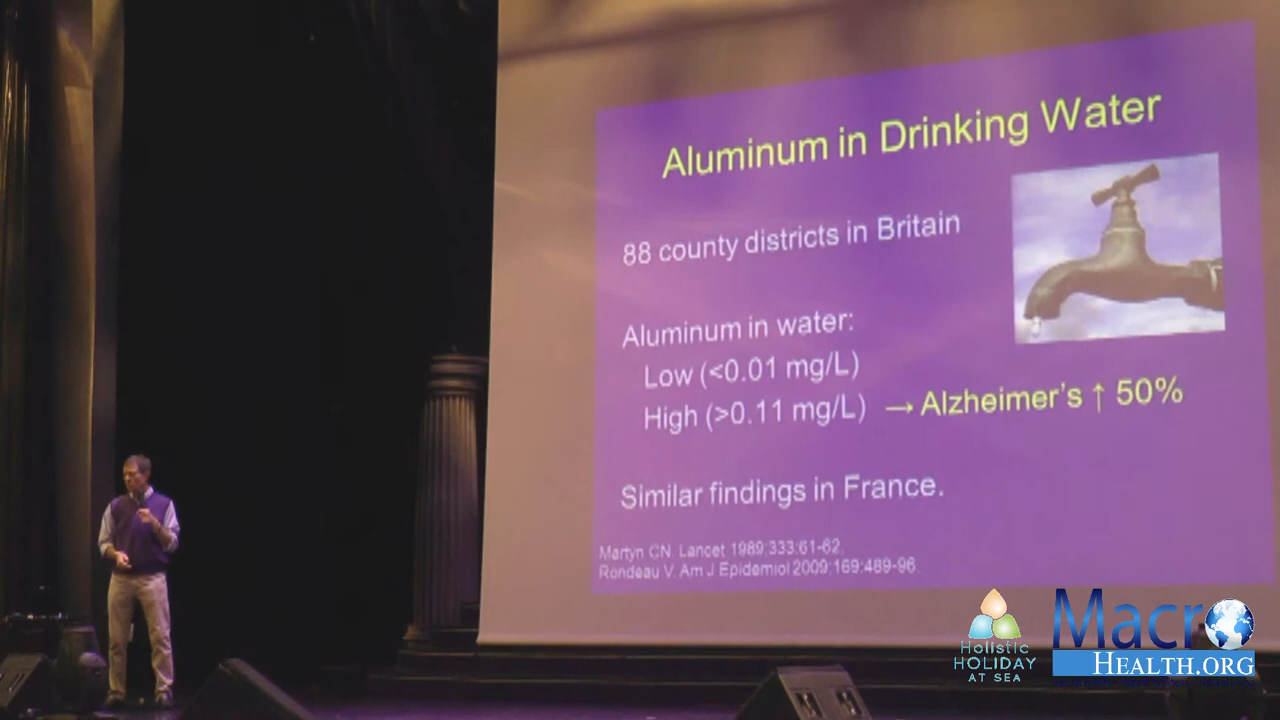 Aluminum in Drinking Water
88 county districts in Britain
Aluminum in water:
Low (<0.01 mg/L)
High (>0.11 mg/L) → Alzheimer's ↑ 50%
Similar findings in France.
Martyn CN. Lancet 1989;333:61-62.
Rondeau V. Am J Epidemiol 2009;169:489-96.
Holistic
HOLIDAY
AT SEA
Macro
HEALTH.ORG